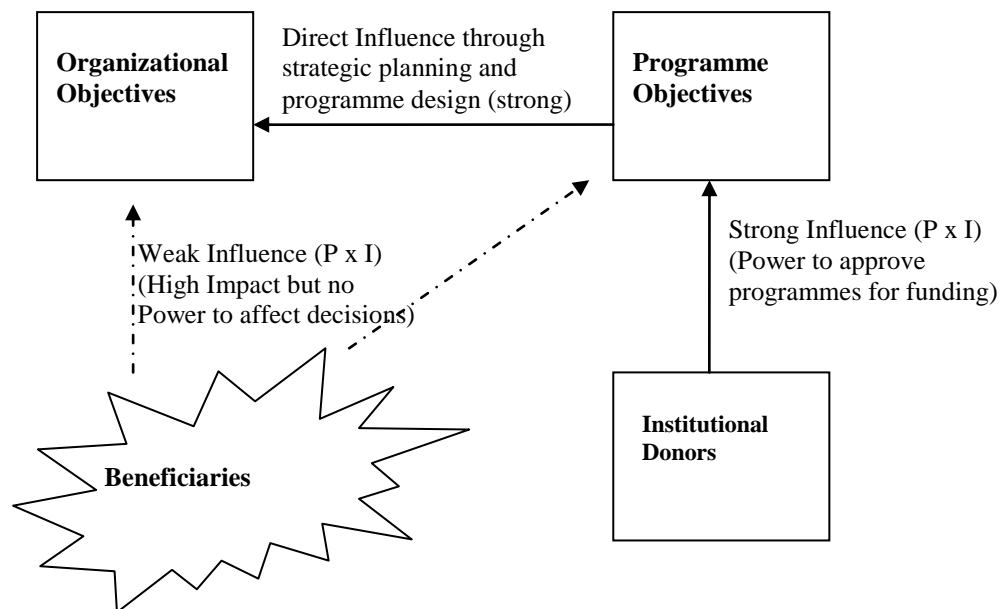 Organizational
Objectives
Direct Influence through
strategic planning and
programme design (strong)
Programme
Objectives
Weak Influence (P x I)
(High Impact but no
Power to affect decisions)
Strong Influence (P x I)
(Power to approve
programmes for funding)
Beneficiaries
Institutional
Donors